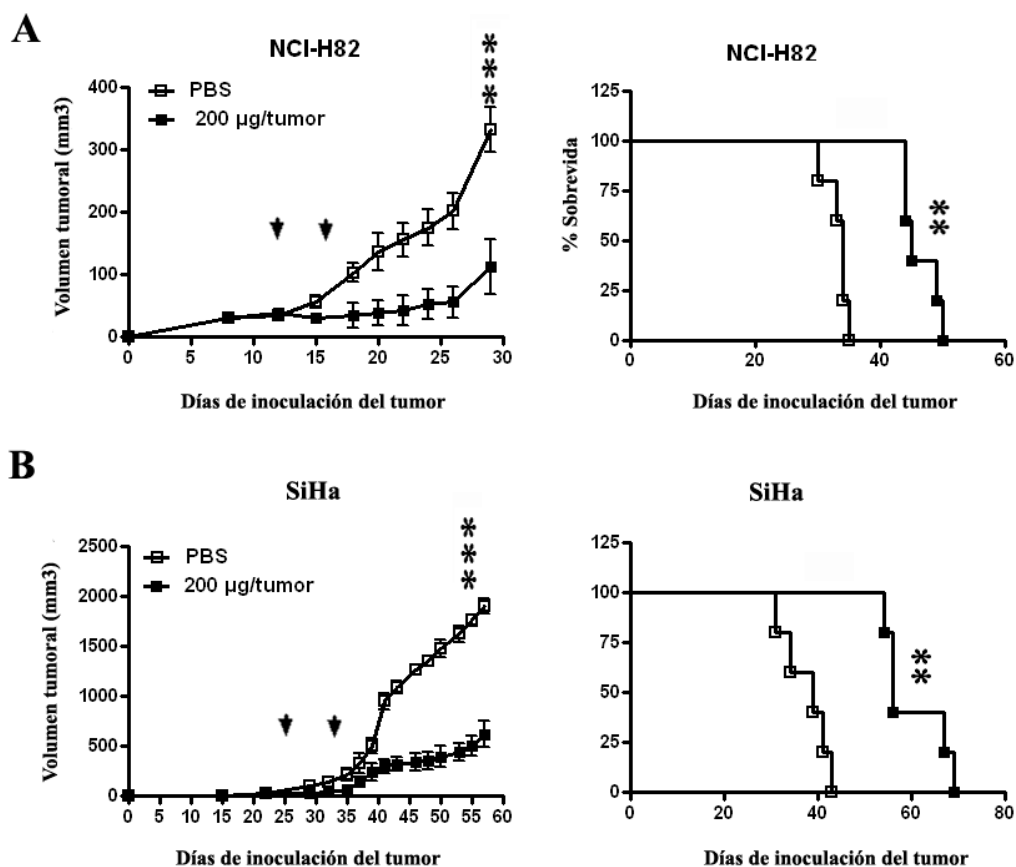 A
NCI-H82
PBS
200 µg/tumor
***
Volumen tumoral (mm3)
400
300
200
100
0
0 5 10 15 20 25 30
Días de inoculación del tumor
NCI-H82
% Sobrevida
125
100
75
50
25
0
**
0 20 40 60
Días de inoculación del tumor
B
SiHa
PBS
200 µg/tumor
***
Volumen tumoral (mm3)
2500
2000
1500
1000
500
0
0 5 10 15 20 25 30 35 40 45 50 55 60
Días de inoculación del tumor
SiHa
125
100
75
50
25
0
**
0 20 40 60 80
Días de inoculación del tumor